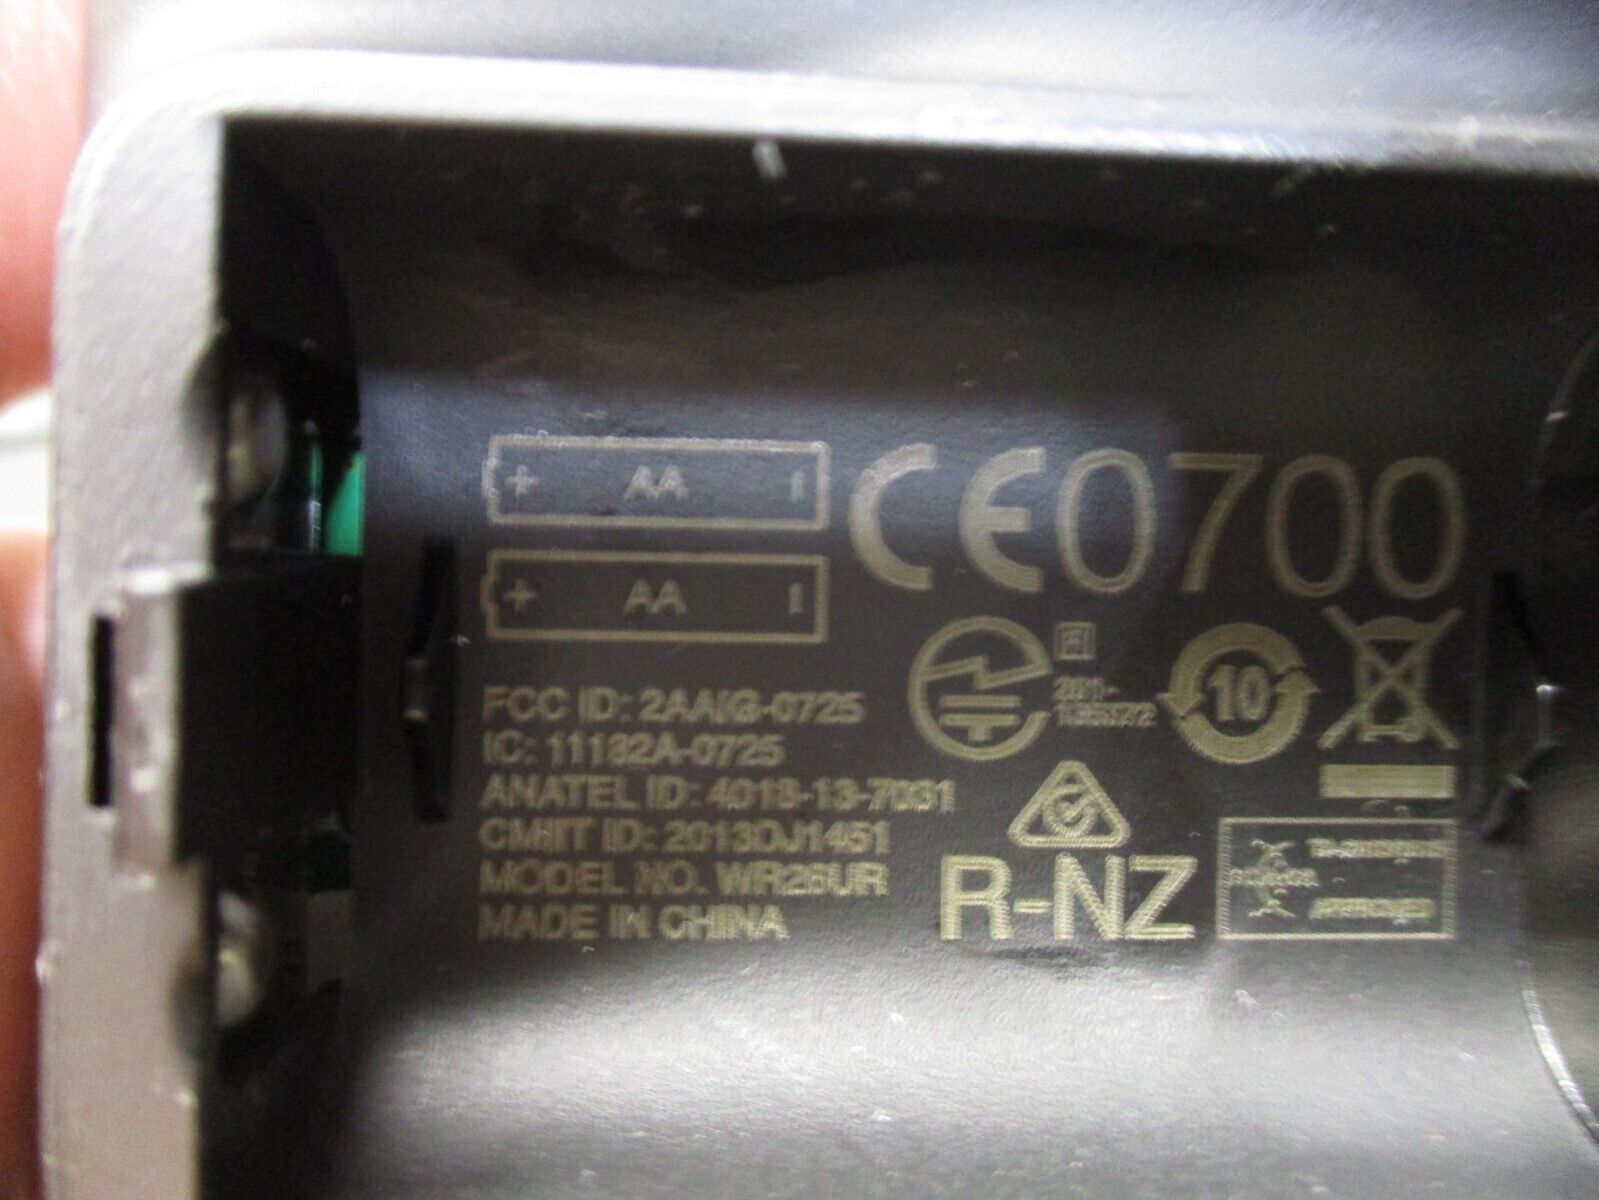 + AA -
+ AA -
CE0700
FCC ID: 2AAIG-0725
IC: 11182A-0725
ANATEL ID: 4018-13-7031
CMIIT ID: 2013DJ1451
MODEL NO. WR26UR
MADE IN CHINA
10
R-NZ
APPROVED